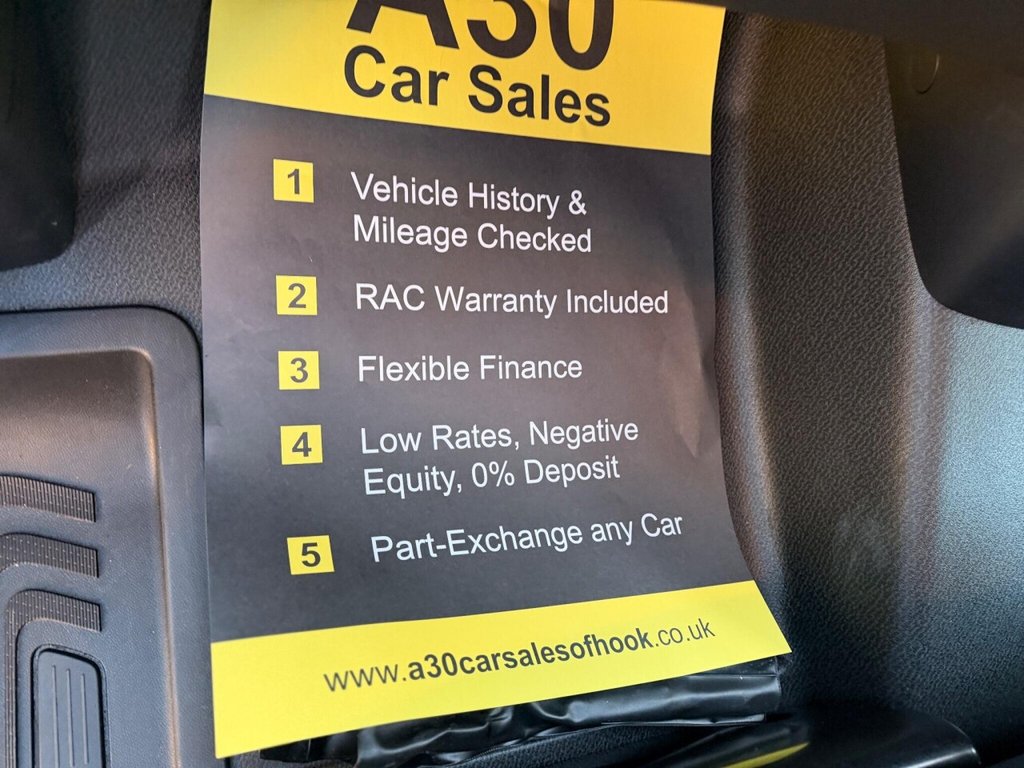 A30
Car Sales
1 Vehicle History &
Mileage Checked
2 RAC Warranty Included
3 Flexible Finance
4 Low Rates, Negative
Equity, 0% Deposit
5 Part-Exchange any Car
www.a30carsalesofhook.co.uk